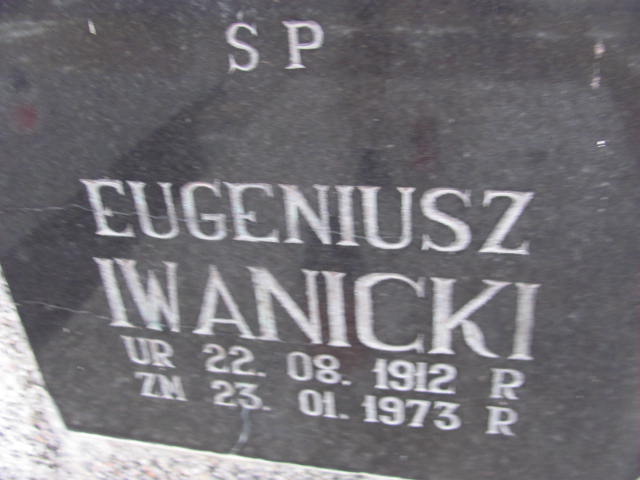 SP
EUGENIUSZ
IWANICKI
UR 22. 08. 1912 R
ZM 23. 01. 1973 R